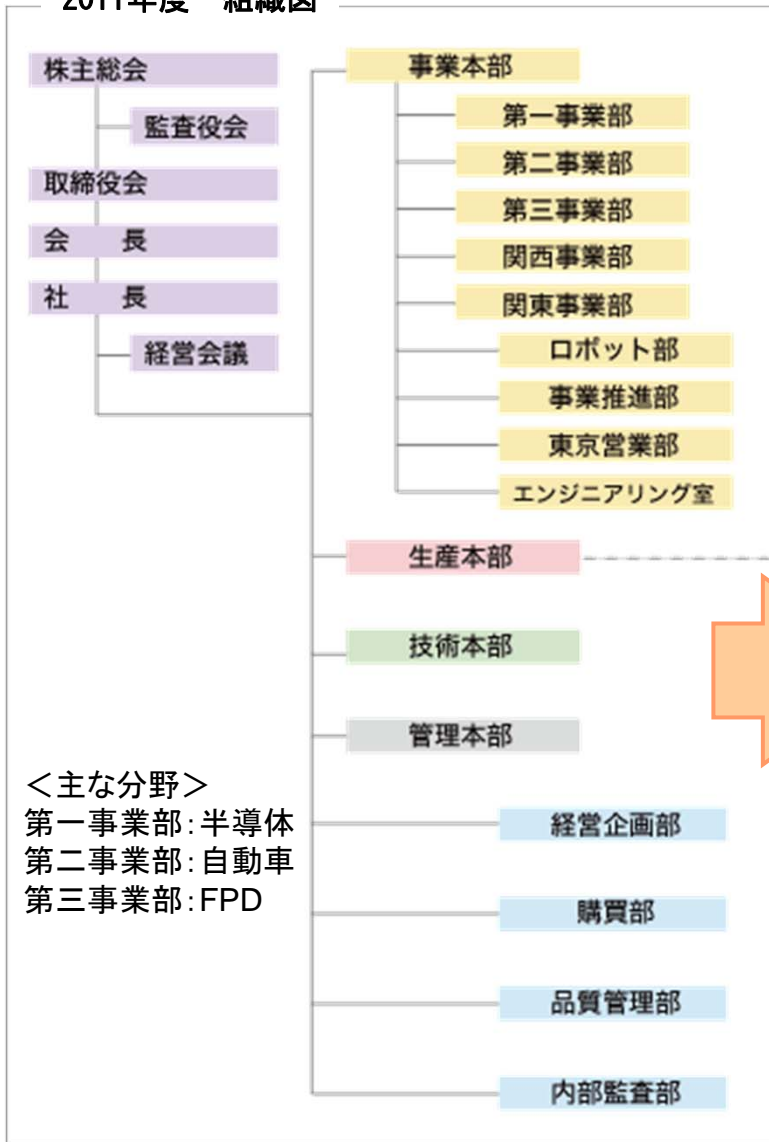 2011年度 組織図
株主総会
監査役会
取締役会
会 長
社 長
経営会議
事業本部
第一事業部
第二事業部
第三事業部
関西事業部
関東事業部
ロボット部
事業推進部
東京営業部
エンジニアリング室
生産本部
技術本部
管理本部
経営企画部
購買部
品質管理部
内部監査部
＜主な分野＞
第一事業部：半導体
第二事業部：自動車
第三事業部：FPD